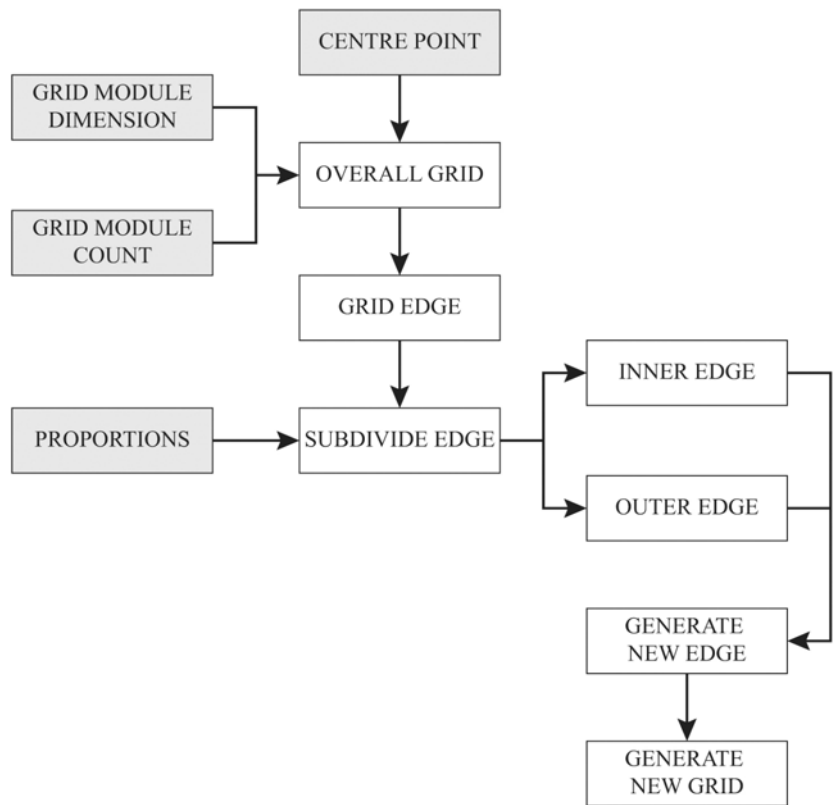 CENTRE POINT
GRID MODULE
DIMENSION
OVERALL GRID
GRID MODULE
COUNT
GRID EDGE
INNER EDGE
PROPORTIONS
SUBDIVIDE EDGE
OUTER EDGE
GENERATE
NEW EDGE
GENERATE
NEW GRID